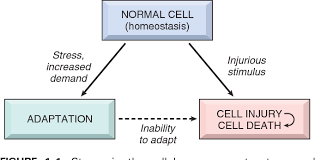 NORMAL CELL
(homeostasis)
Stress,
increased
demand
Injurious
stimulus
ADAPTATION
CELL INJURY
CELL DEATH
Inability
to adapt